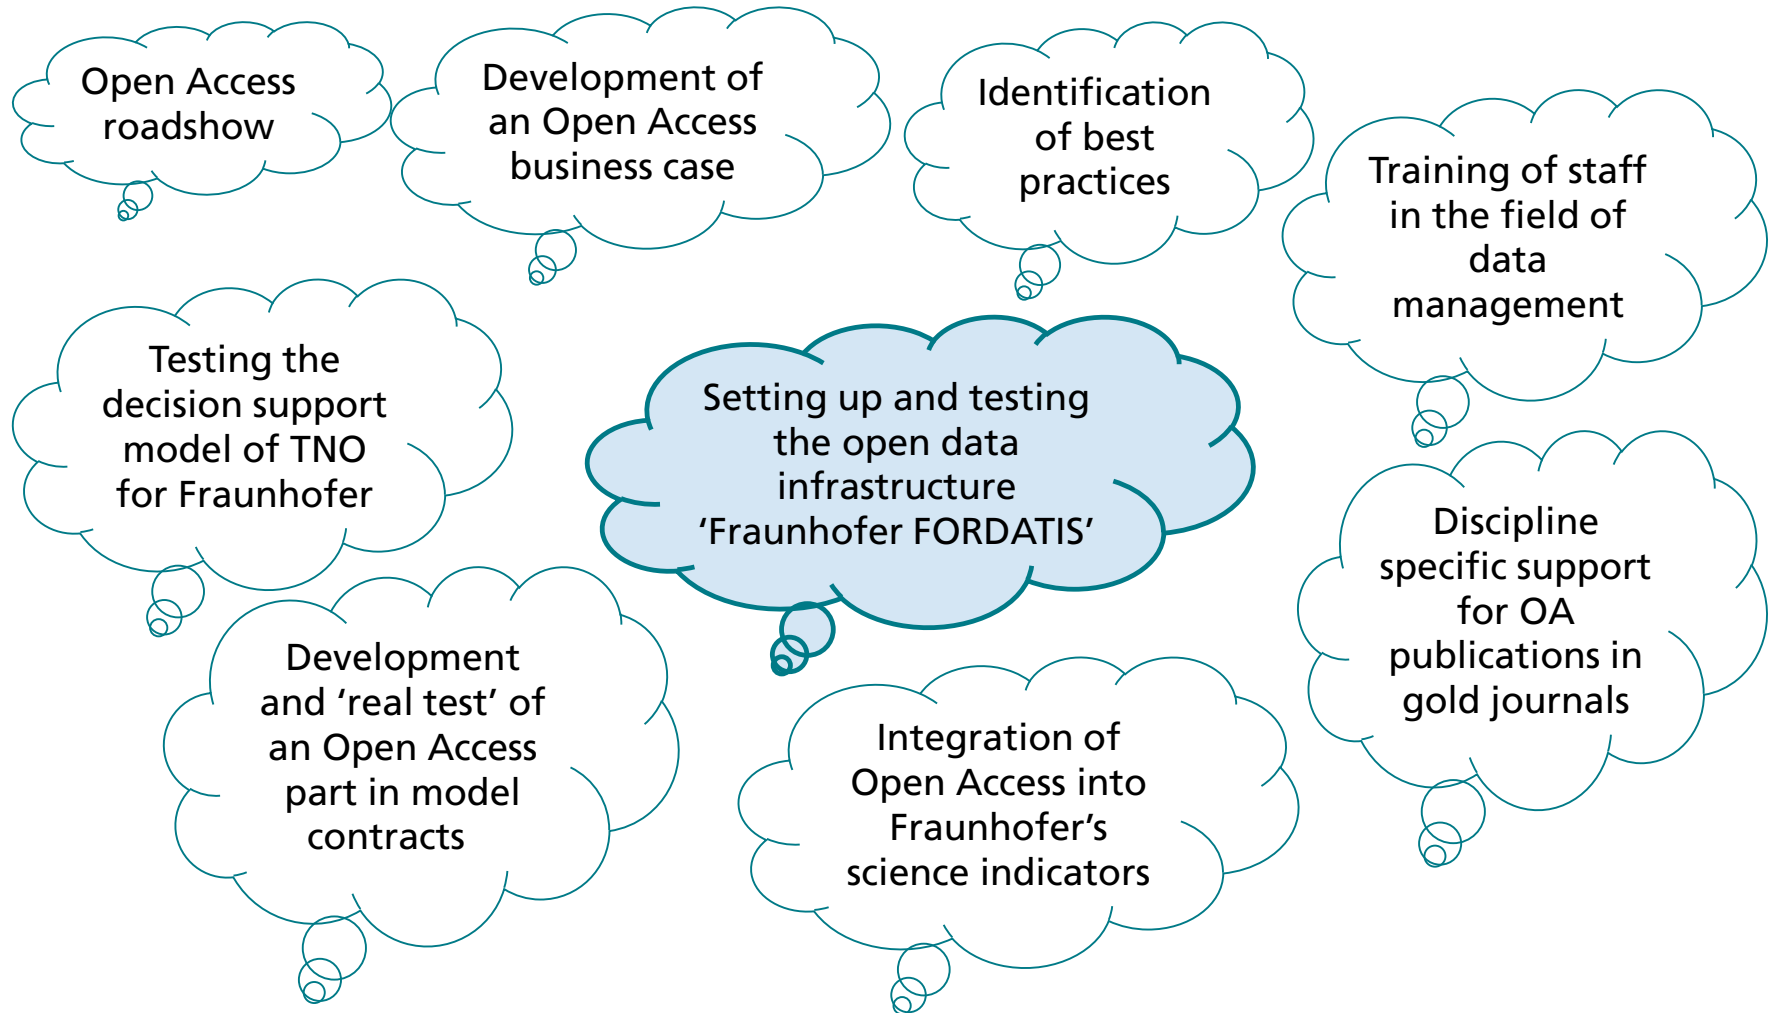 Open Access
roadshow
Development of
an Open Access
business case
Identification
of best
practices
Training of staff
in the field of
data
management
Testing the
decision support
model of TNO
for Fraunhofer
Setting up and testing
the open data
infrastructure
‘Fraunhofer FORDATIS’
Discipline
specific support
for OA
publications in
gold journals
Development
and ‘real test’ of
an Open Access
part in model
contracts
Integration of
Open Access into
Fraunhofer’s
science indicators